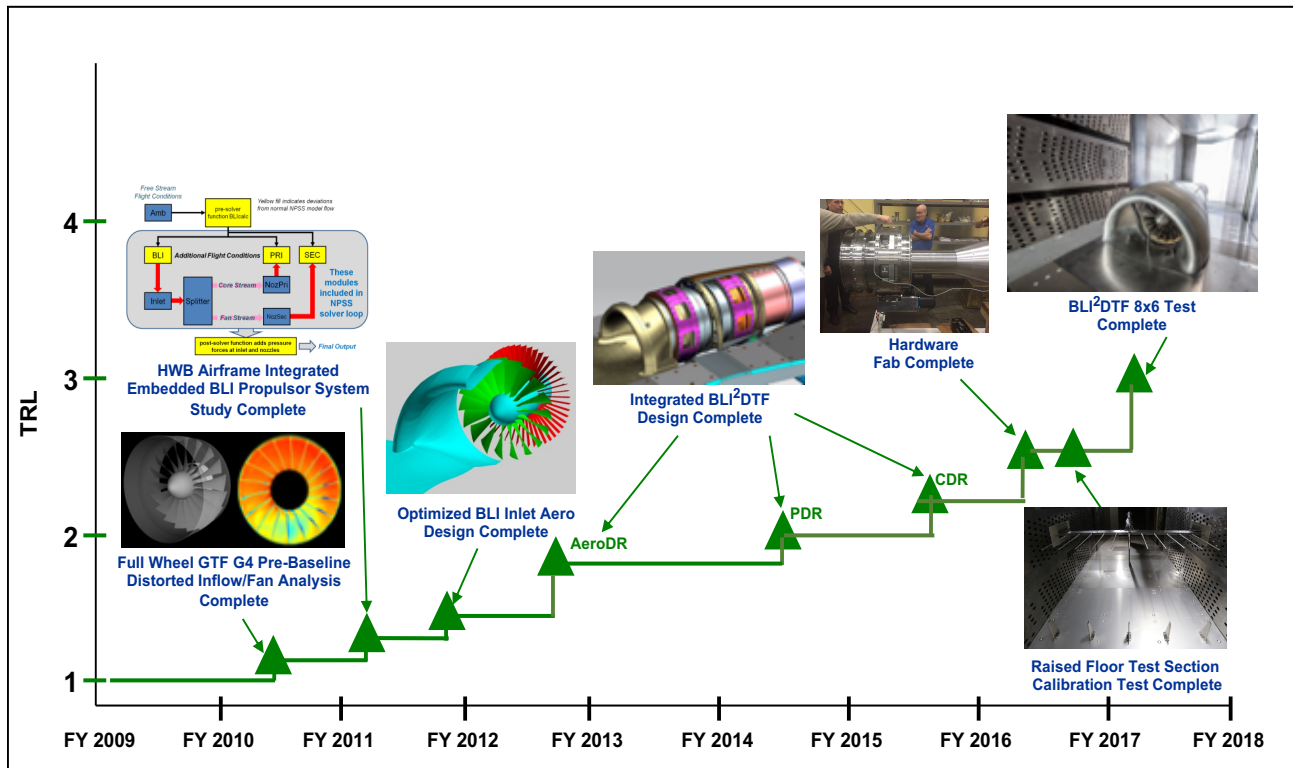 TRL
4
3
2
1
Free Stream
Flight Conditions
Amb
pre-solver
function BLIcalc
Yellow fill indicates deviations
from normal NPSS model flow
BLI
Additional Flight Conditions
PRI
SEC
Inlet
Splitter
Core Stream
NozPri
Fan Stream
NozSec
These
modules
included in
NPSS
solver loop
post-solver function adds pressure
forces at inlet and nozzles
Final Output
HWB Airframe Integrated
Embedded BLI Propulsor System
Study Complete
Full Wheel GTF G4 Pre-Baseline
Distorted Inflow/Fan Analysis
Complete
Optimized BLI Inlet Aero
Design Complete
Integrated BLI²DTF
Design Complete
AeroDR
PDR
CDR
Hardware
Fab Complete
BLI²DTF 8x6 Test
Complete
Raised Floor Test Section
Calibration Test Complete
FY 2009
FY 2010
FY 2011
FY 2012
FY 2013
FY 2014
FY 2015
FY 2016
FY 2017
FY 2018